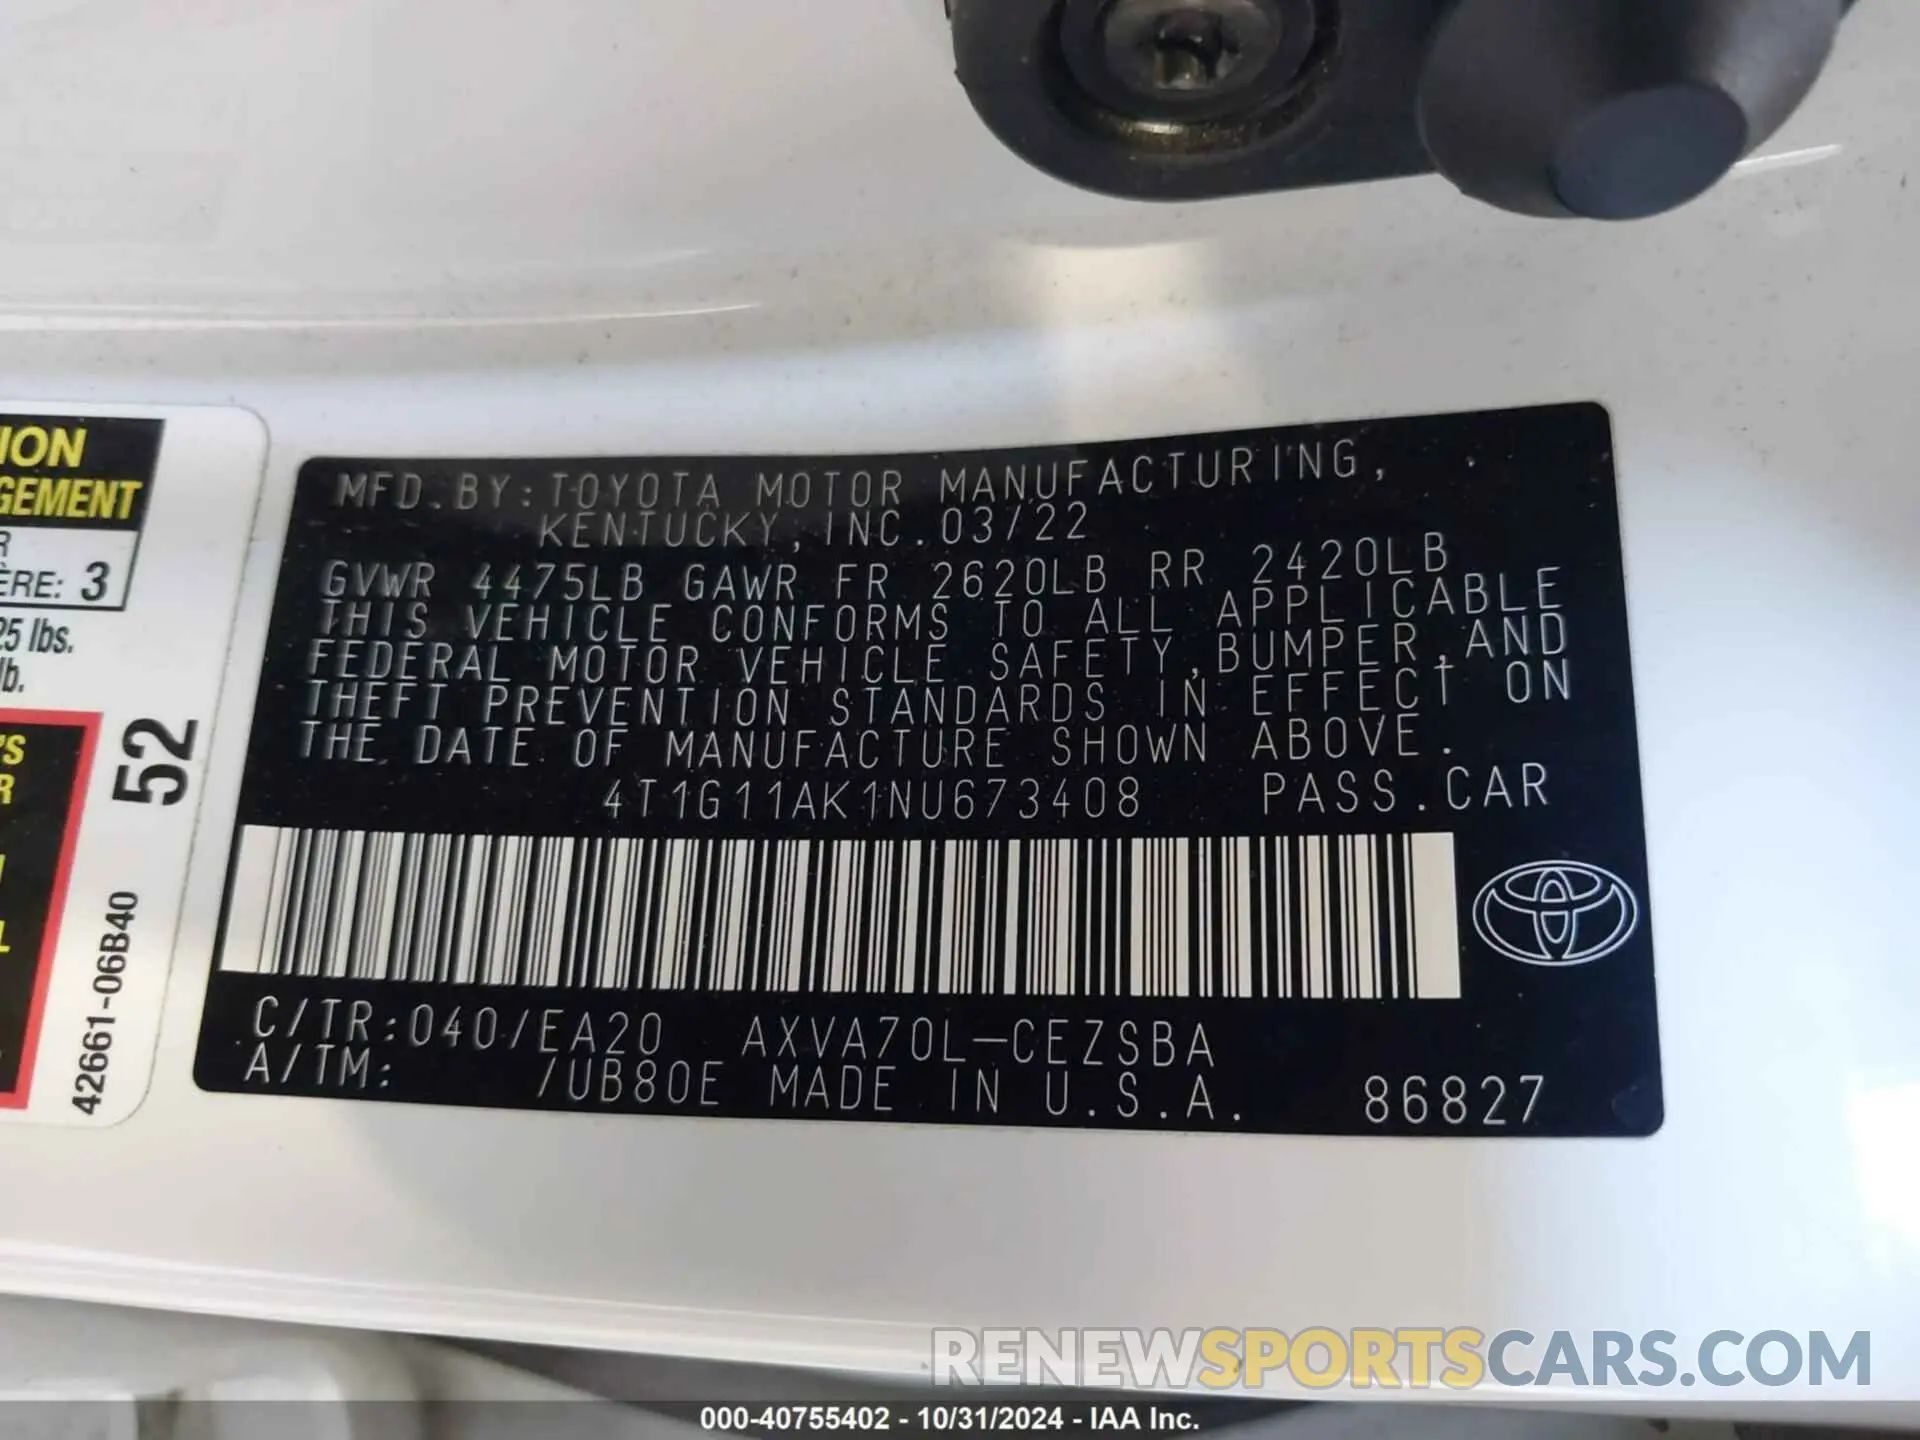 ION
GEMENT
R
ÈRE: 3
25 lbs.
lb.
'S
R
L
52
42661-06B40
MFD.BY:TOYOTA MOTOR MANUFACTURING,
KENTUCKY, INC. 03/22
GVWR 4475LB GAWR FR 2620LB RR 2420LB
THIS VEHICLE CONFORMS TO ALL APPLICABLE
FEDERAL MOTOR VEHICLE SAFETY, BUMPER, AND
THEFT PREVENTION STANDARDS IN EFFECT ON
THE DATE OF MANUFACTURE SHOWN ABOVE.
4T1G11AK1NU673408 PASS.CAR
C/TR:040/EA20 AXVA70L-CEZSBA
A/TM: /UB80E MADE IN U.S.A. 86827
RENEWSPORTSCARS.COM
000-40755402 - 10/31/2024 - IAA Inc.